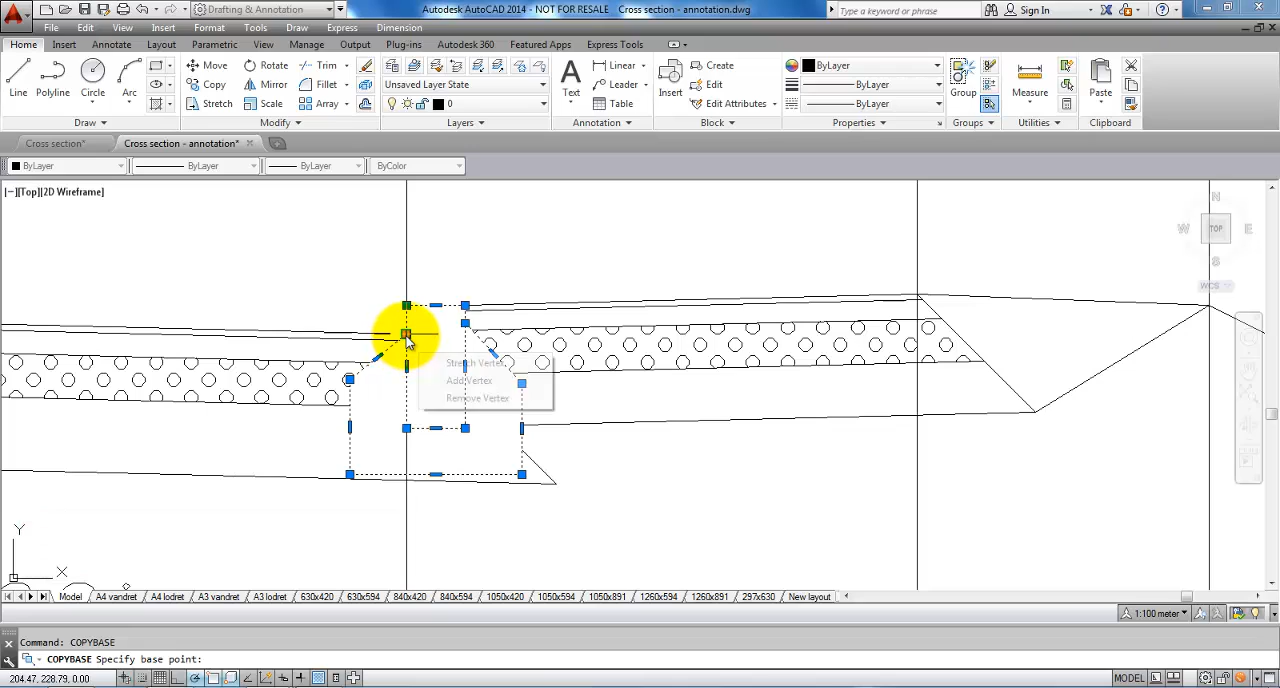 Drafting & Annotation
Autodesk AutoCAD 2014 - NOT FOR RESALE Cross section - annotation.dwg
Type a keyword or phrase
Sign In
File Edit View Insert Format Tools Draw Express Dimension
Home Insert Annotate Layout Parametric View Manage Output Plug-ins Autodesk 360 Featured Apps Express Tools
Line Polyline Circle Arc
Move Rotate Trim
Copy Mirror Fillet
Stretch Scale Array
Unsaved Layer State
0
Text
Linear
Leader
Table
Insert
Create
Edit
Edit Attributes
ByLayer
ByLayer
ByLayer
Group
Measure
Paste
Draw Modify Layers Annotation Block Properties Groups Utilities Clipboard
Cross section* Cross section - annotation*
ByLayer ByLayer ByLayer ByColor
[−][Top][2D Wireframe]
N
W TOP E
S
WCS
Stretch Vertex
Add Vertex
Remove Vertex
Y
X
Model A4 vandret A4 lodret A3 vandret A3 lodret 630x420 630x594 840x420 840x594 1050x420 1050x594 1050x891 1260x594 1260x891 297x630 New layout
1:100 meter
Command: COPYBASE
COPYBASE Specify base point:
204.47, 228.79, 0.00
MODEL